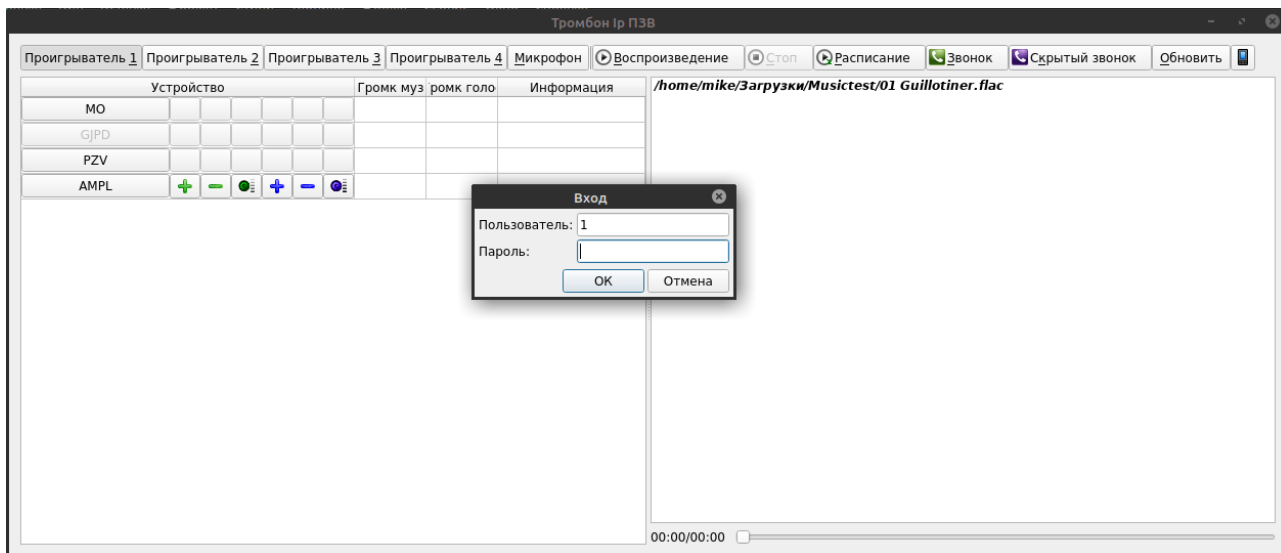 Тромбон Ip ПЗВ
Проигрыватель 1 Проигрыватель 2 Проигрыватель 3 Проигрыватель 4 Микрофон Воспроизведение Стоп Расписание Звонок Скрытый звонок Обновить
Устройство Громк муз ромк голо Информация
/home/mike/Загрузки/Musictest/01 Guillotiner.flac
MO
GJPD
PZV
AMPL
Вход
Пользователь: 1
Пароль:
OK Отмена
00:00/00:00